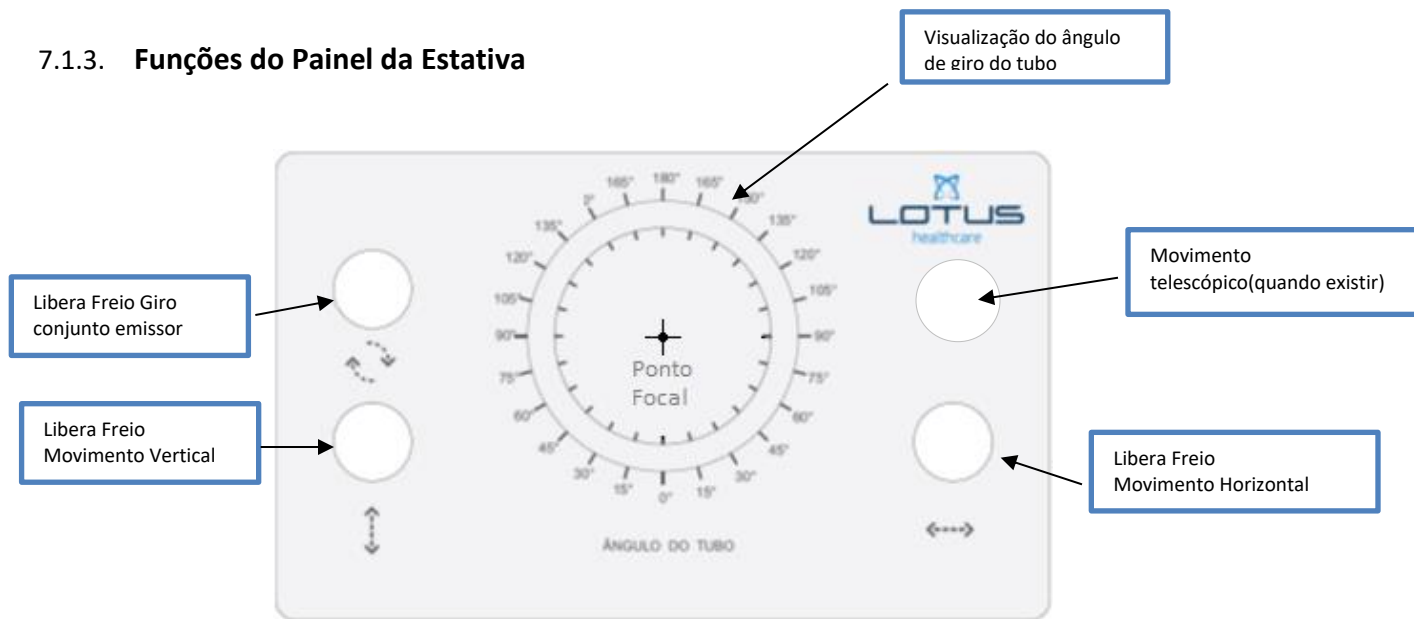 7.1.3. Funções do Painel da Estativa
Visualização do ângulo
de giro do tubo
LOTUS
healthcare
Movimento
telescópico(quando existir)
Libera Freio Giro
conjunto emissor
Libera Freio
Movimento Vertical
Libera Freio
Movimento Horizontal
180°
165°
165°
135°
135°
120°
120°
105°
105°
90°
90°
75°
75°
60°
60°
45°
45°
30°
30°
15°
15°
0°
Ponto
Focal
ÂNGULO DO TUBO